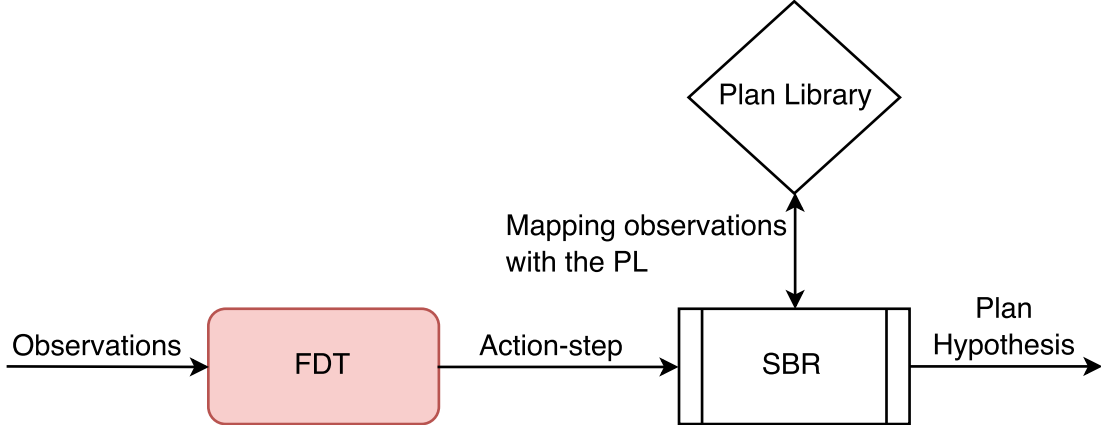 Plan Library
Mapping observations
with the PL
Observations
FDT
Action-step
SBR
Plan
Hypothesis